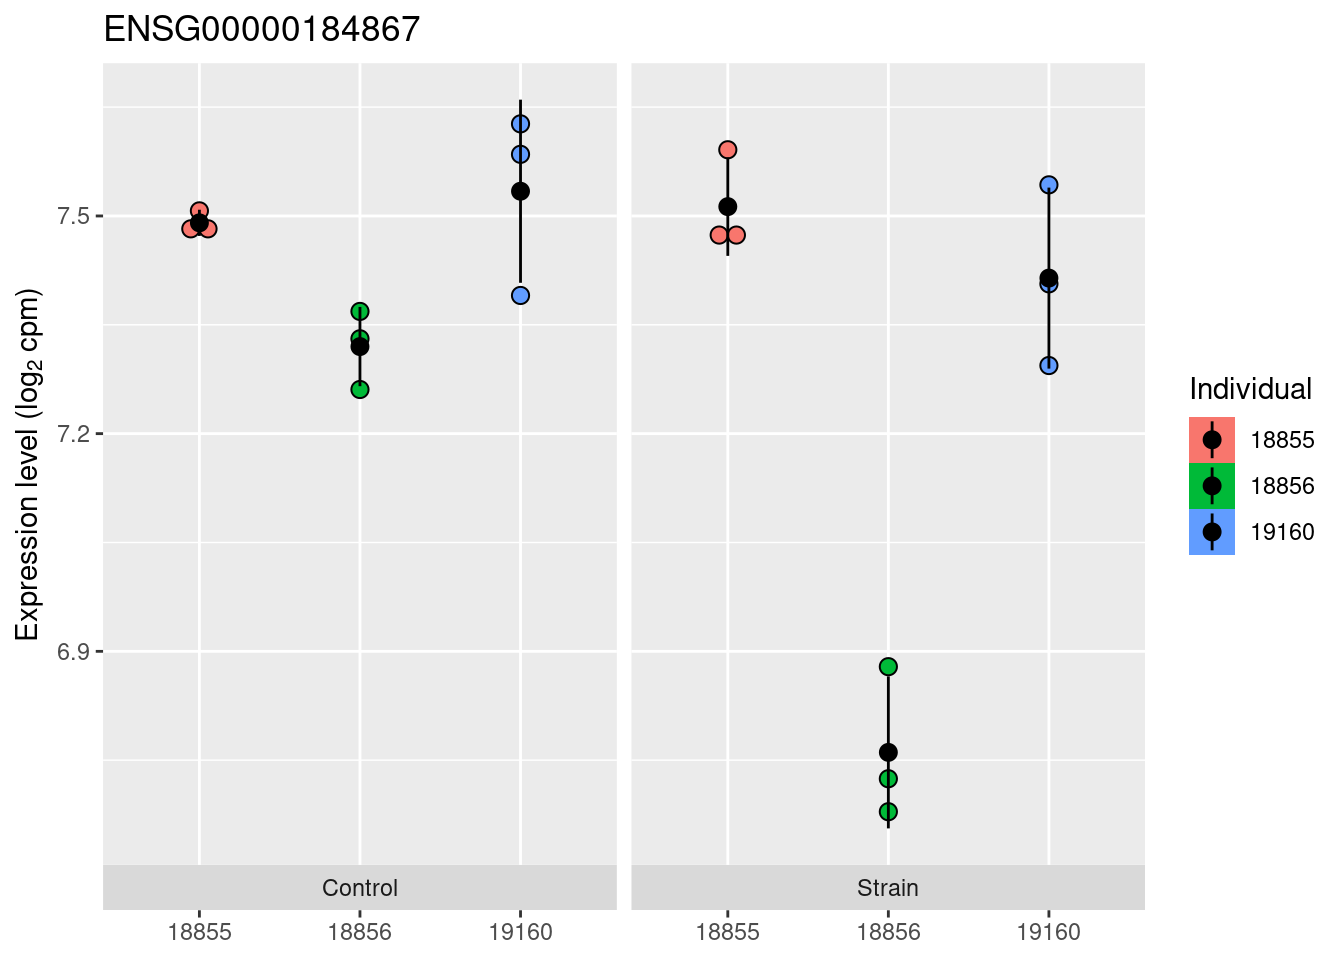 ENSG00000184867
Expression level (log2 cpm)
7.5
7.2
6.9
Control
Strain
18855
18856
19160
18855
18856
19160
Individual
18855
18856
19160